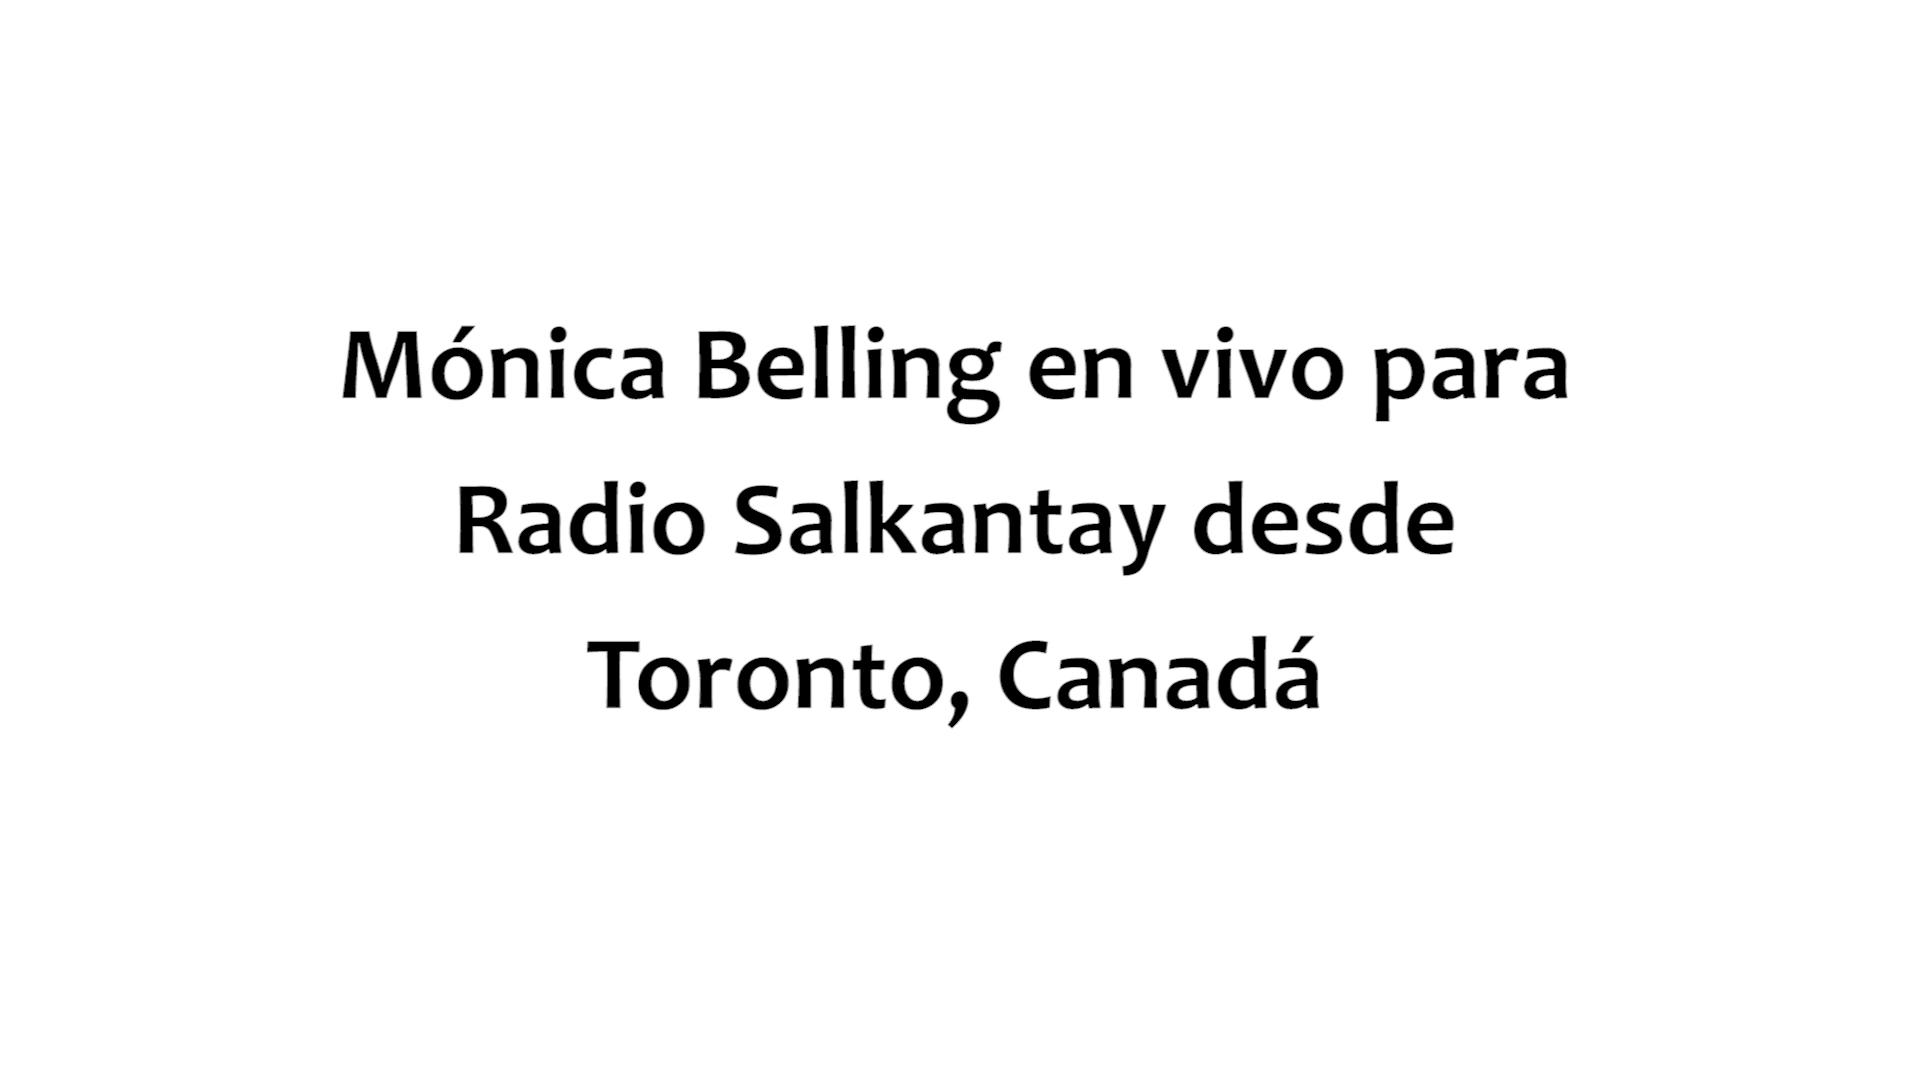 Mónica Belling en vivo para
Radio Salkantay desde
Toronto, Canadá